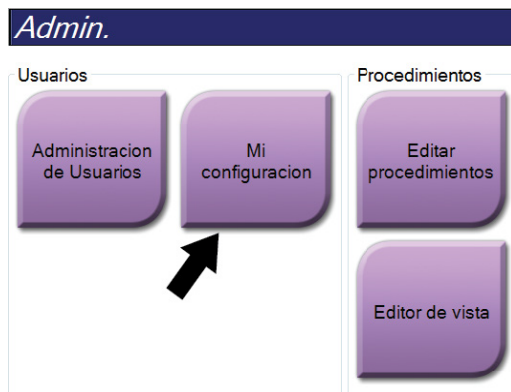 Admin.
Usuarios
Administracion
de Usuarios
Mi
configuracion
Procedimientos
Editar
procedimientos
Editor de vista